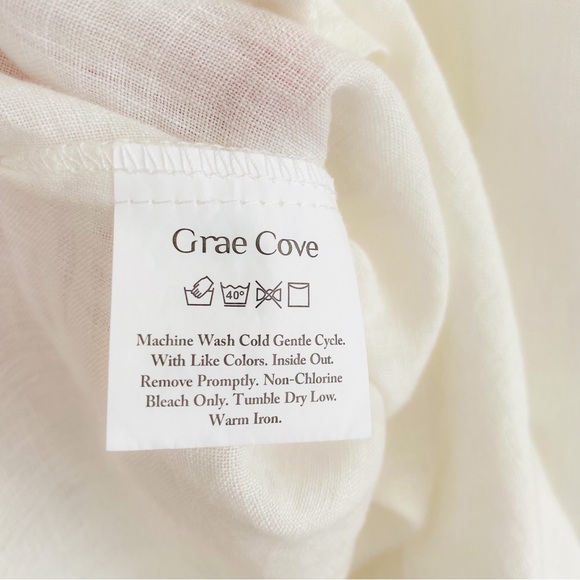 Grae Cove
40°
Machine Wash Cold Gentle Cycle.
With Like Colors. Inside Out.
Remove Promptly. Non-Chlorine
Bleach Only. Tumble Dry Low.
Warm Iron.